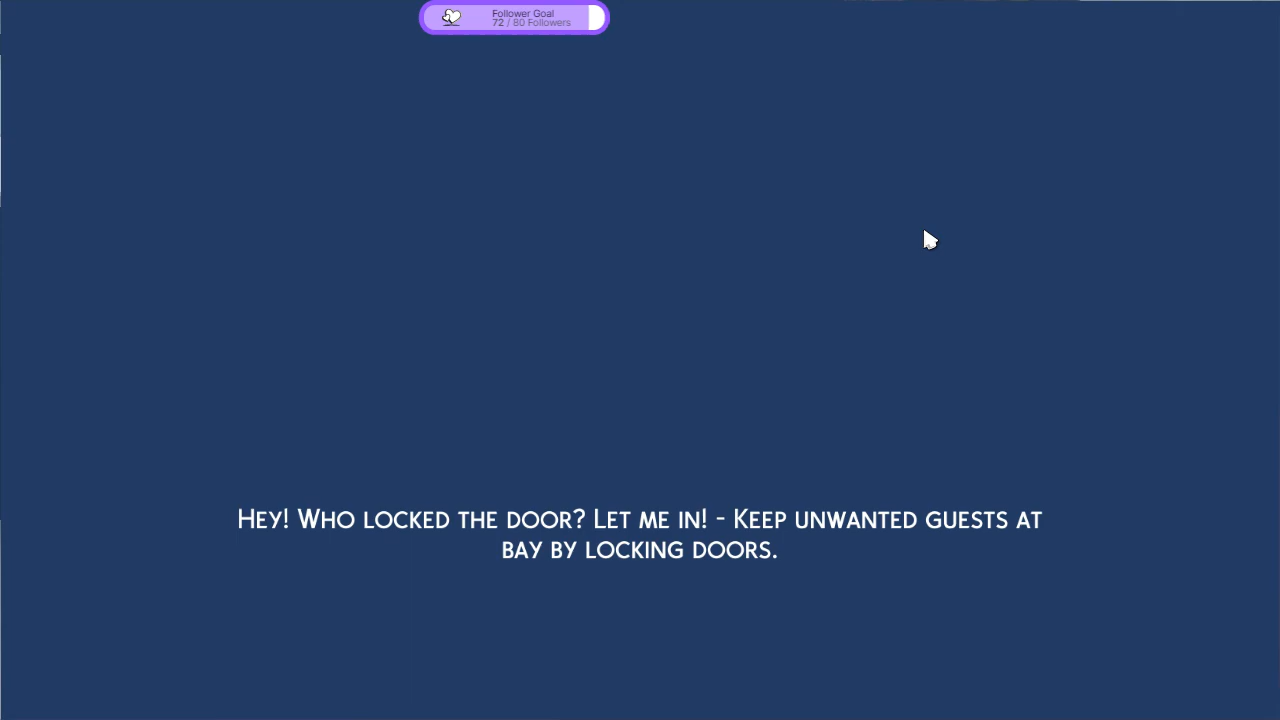 Follower Goal
72 / 80 Followers
Hey! Who locked the door? Let me in! - Keep unwanted guests at
bay by locking doors.